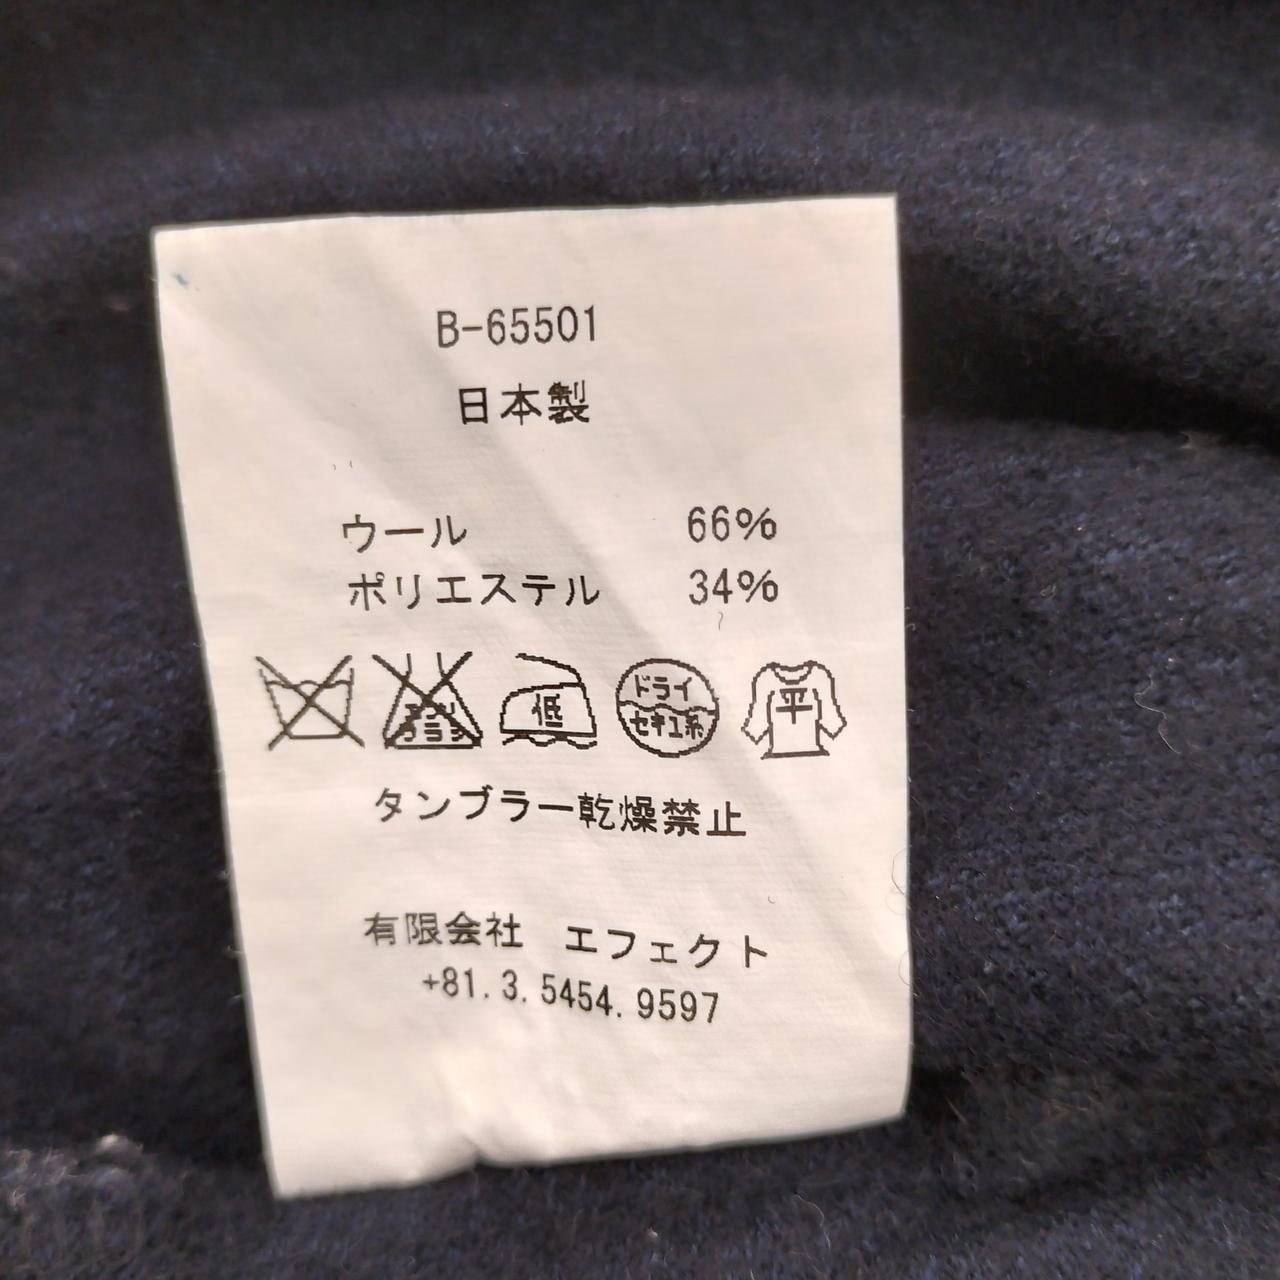 B-65501
日本製
ウール 66%
ポリエステル 34%
低 ドライ 平
セキユ系
タンブラー乾燥禁止
有限会社 エフェクト
+81.3.5454.9597